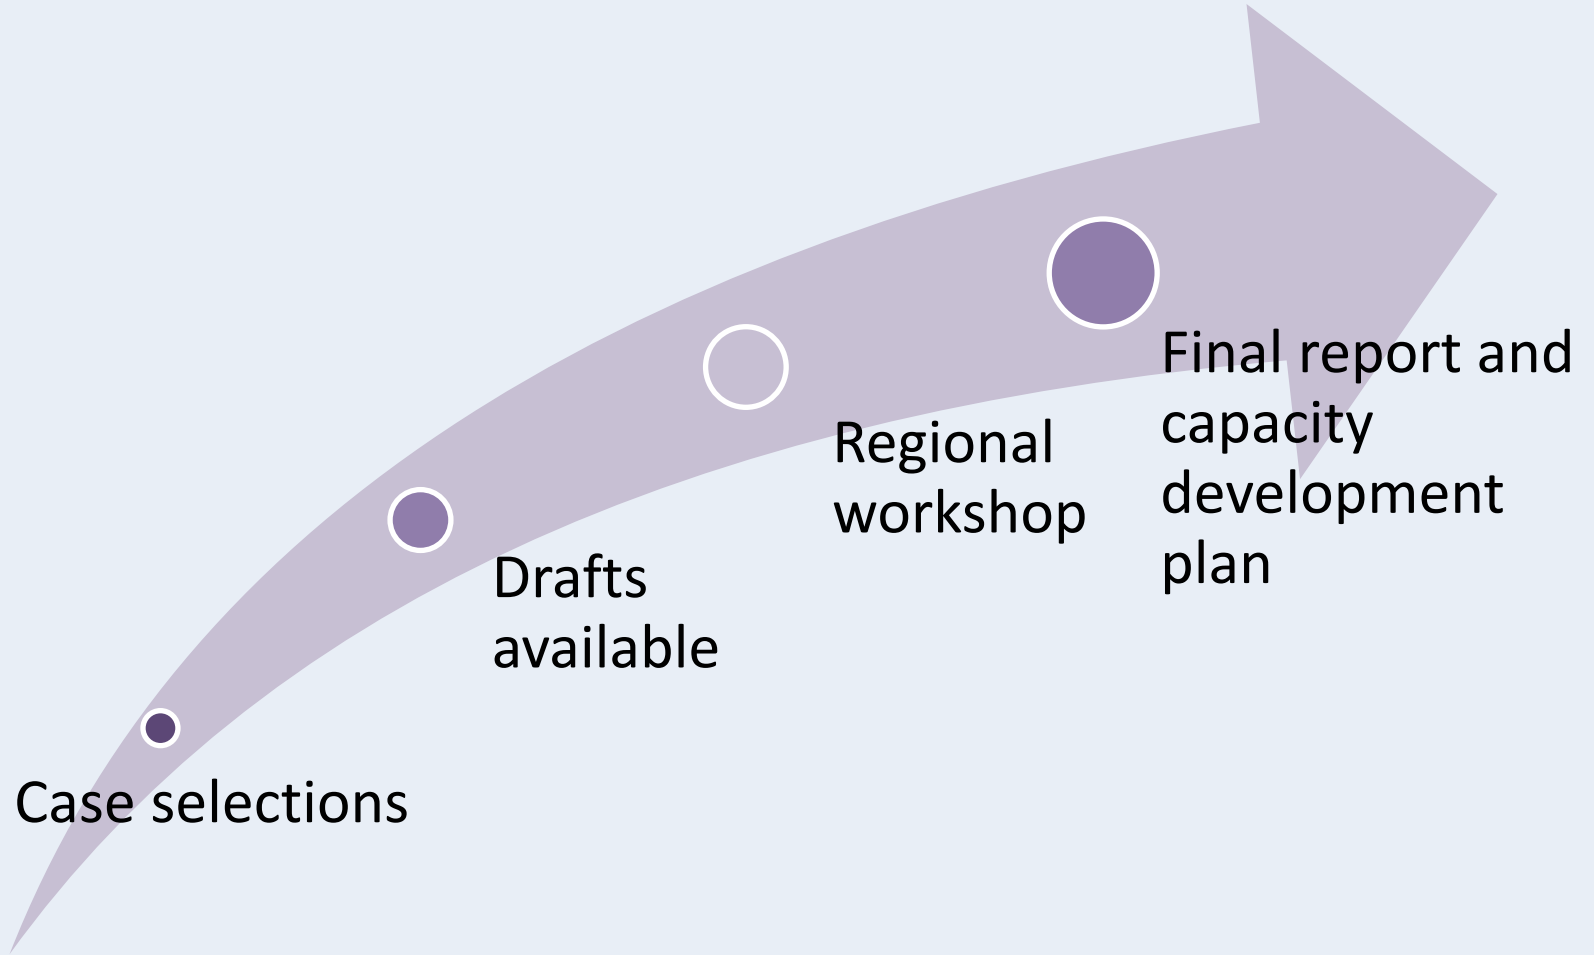 Case selections
Drafts
available
Regional
workshop
Final report and
capacity
development
plan